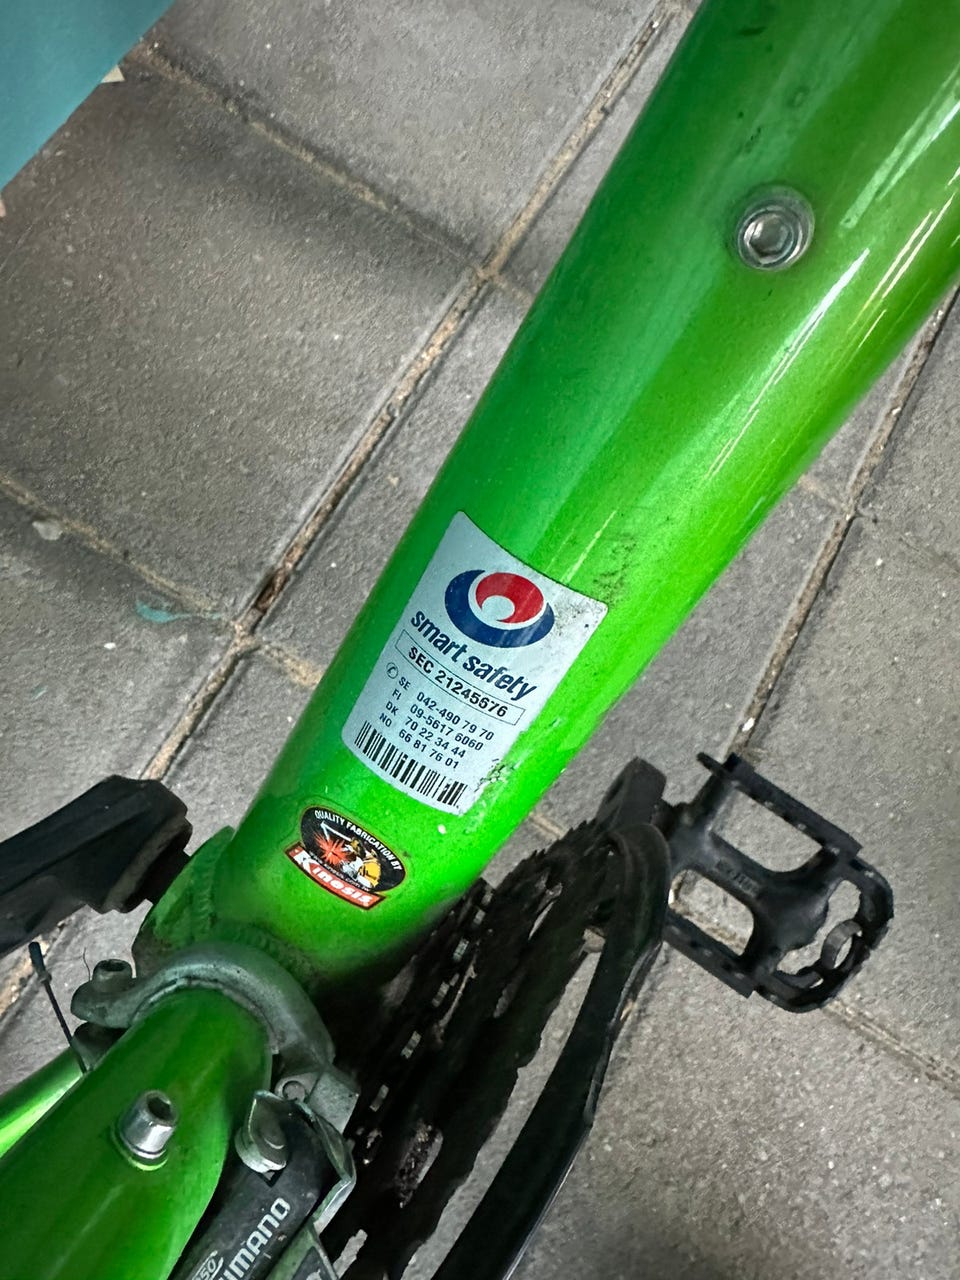 smart safety
SEC 21245676
SE 042-490 79 70
FI 09-5617 6060
DK 70 22 34 44
NO 66 81 76 01
QUALITY FABRICATION BY
Kinesis
SHIMANO